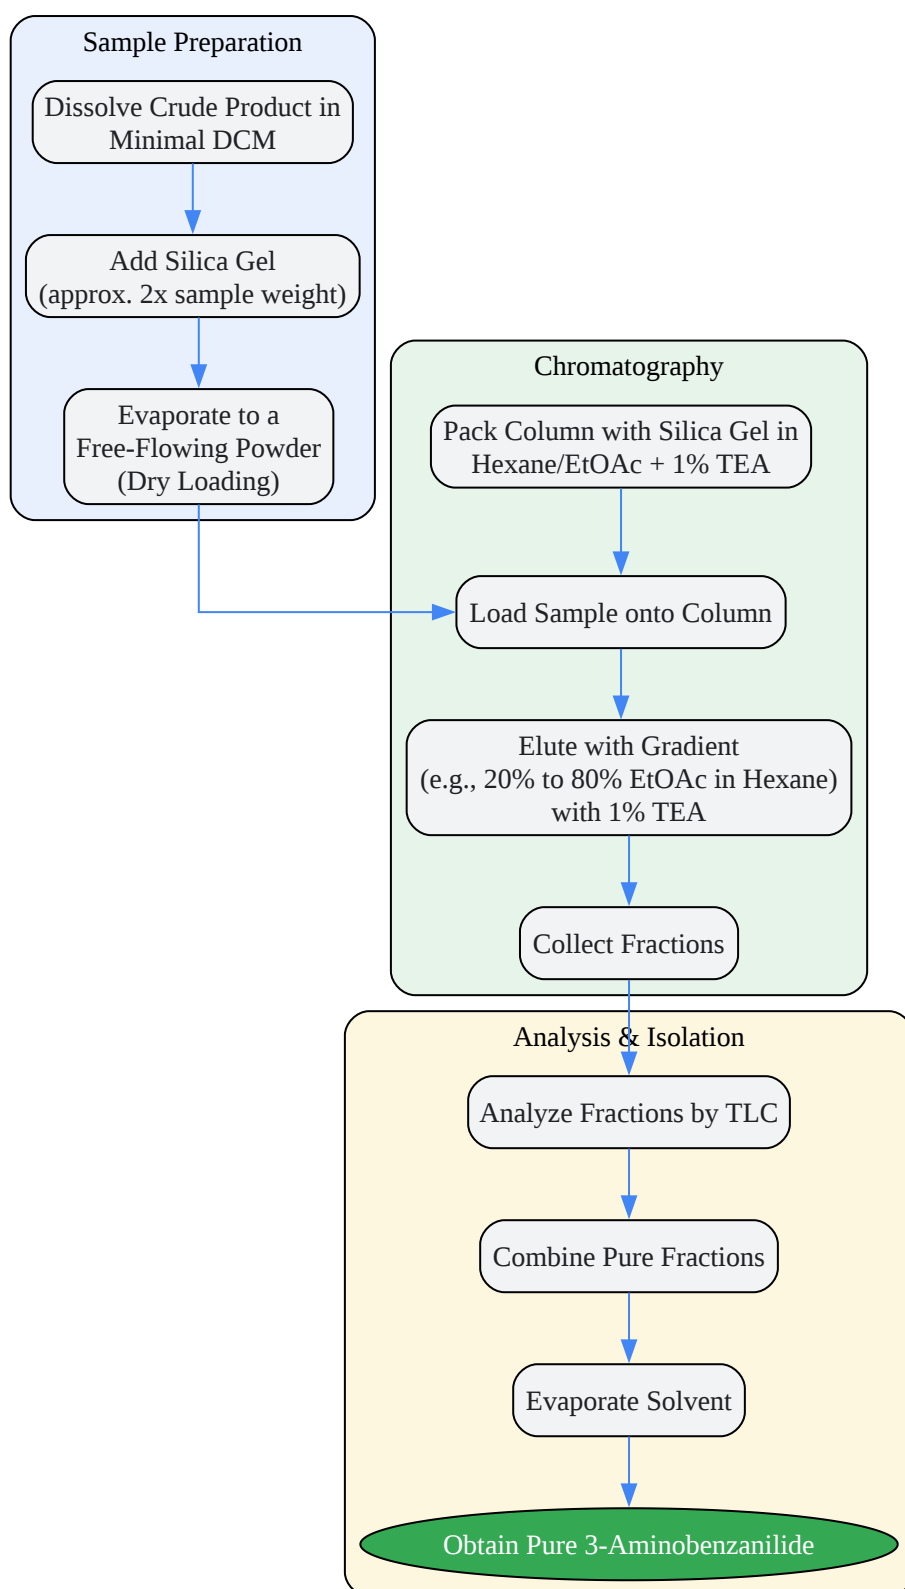 Sample Preparation
Dissolve Crude Product in
Minimal DCM
Add Silica Gel
(approx. 2x sample weight)
Evaporate to a
Free-Flowing Powder
(Dry Loading)
Chromatography
Pack Column with Silica Gel in
Hexane/EtOAc + 1% TEA
Load Sample onto Column
Elute with Gradient
(e.g., 20% to 80% EtOAc in Hexane)
with 1% TEA
Collect Fractions
Analysis & Isolation
Analyze Fractions by TLC
Combine Pure Fractions
Evaporate Solvent
Obtain Pure 3-Aminobenzanilide